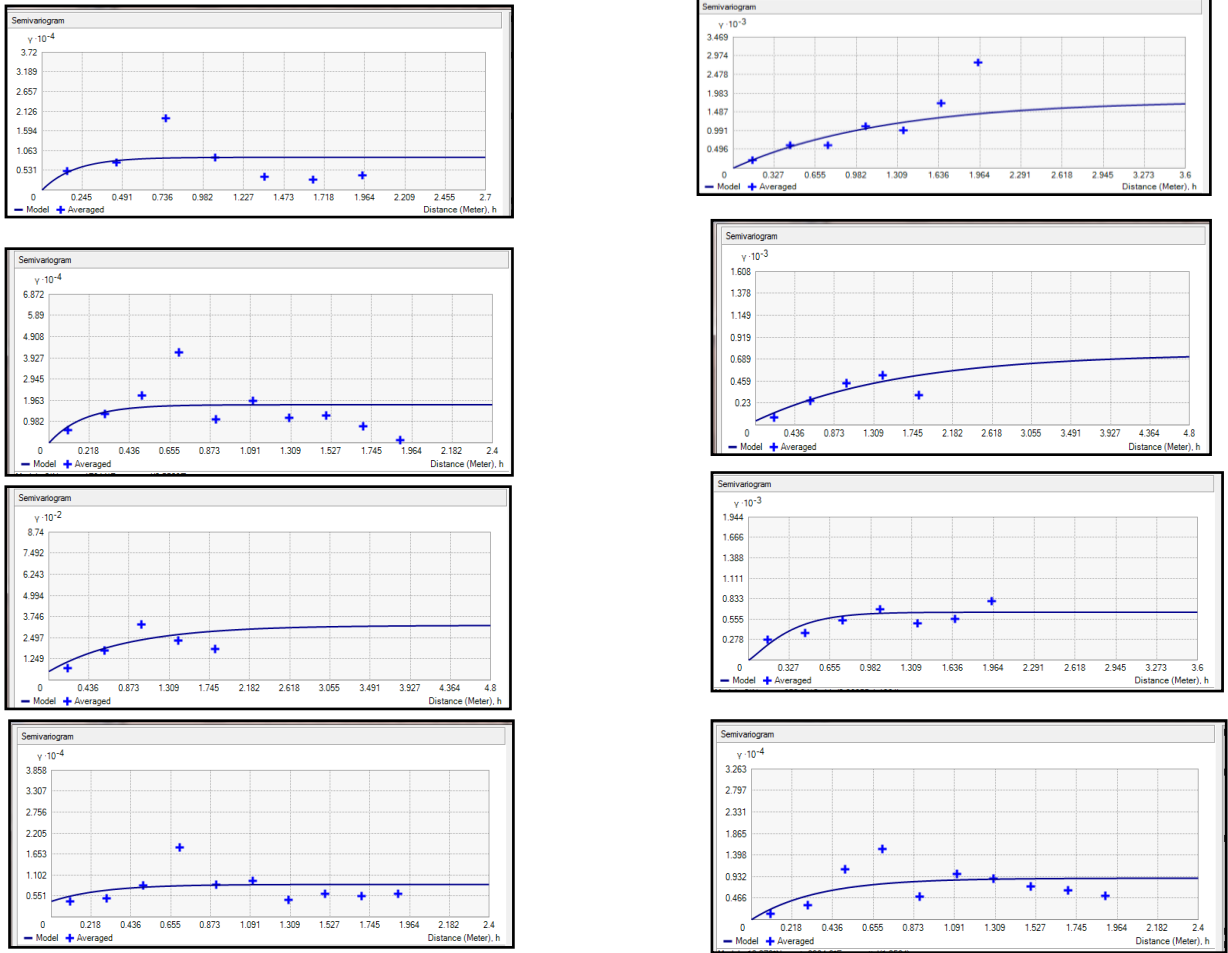 Semivariogram
γ ·10-4
3.72
3.189
2.657
2.126
1.594
1.063
0.531
0 0.245 0.491 0.736 0.982 1.227 1.473 1.718 1.964 2.209 2.455 2.7
Model Averaged Distance (Meter), h
Semivariogram
γ ·10-3
3.469
2.974
2.478
1.983
1.487
0.991
0.496
0 0.327 0.655 0.982 1.309 1.636 1.964 2.291 2.618 2.945 3.273 3.6
Model Averaged Distance (Meter), h
Semivariogram
γ ·10-4
6.872
5.89
4.908
3.927
2.945
1.963
0.982
0 0.218 0.436 0.655 0.873 1.091 1.309 1.527 1.745 1.964 2.182 2.4
Model Averaged Distance (Meter), h
Semivariogram
γ ·10-3
1.608
1.378
1.149
0.919
0.689
0.459
0.23
0 0.436 0.873 1.309 1.745 2.182 2.618 3.055 3.491 3.927 4.364 4.8
Model Averaged Distance (Meter), h
Semivariogram
γ ·10-2
8.74
7.492
6.243
4.994
3.746
2.497
1.249
0 0.436 0.873 1.309 1.745 2.182 2.618 3.055 3.491 3.927 4.364 4.8
Model Averaged Distance (Meter), h
Semivariogram
γ ·10-3
1.944
1.666
1.388
1.111
0.833
0.555
0.278
0 0.327 0.655 0.982 1.309 1.636 1.964 2.291 2.618 2.945 3.273 3.6
Model Averaged Distance (Meter), h
Semivariogram
γ ·10-4
3.858
3.307
2.756
2.205
1.653
1.102
0.551
0 0.218 0.436 0.655 0.873 1.091 1.309 1.527 1.745 1.964 2.182 2.4
Model Averaged Distance (Meter), h
Semivariogram
γ ·10-4
3.263
2.797
2.331
1.865
1.398
0.932
0.466
0 0.218 0.436 0.655 0.873 1.091 1.309 1.527 1.745 1.964 2.182 2.4
Model Averaged Distance (Meter), h